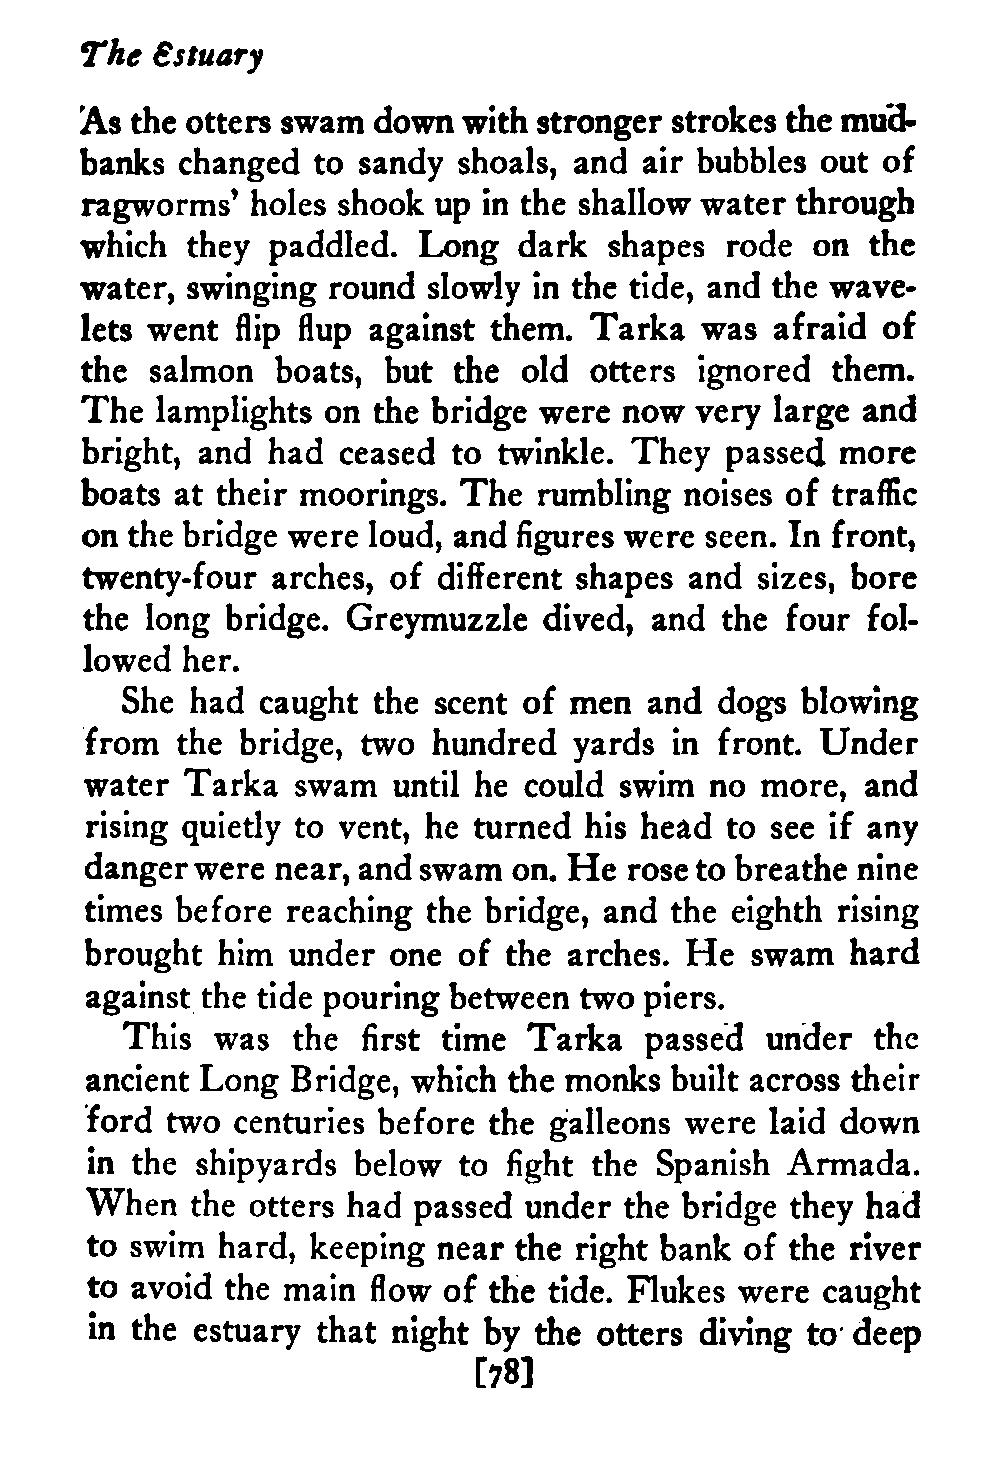 The Estuary
As the otters swam down with stronger strokes the mud-
banks changed to sandy shoals, and air bubbles out of
ragworms' holes shook up in the shallow water through
which they paddled. Long dark shapes rode on the
water, swinging round slowly in the tide, and the wave-
lets went flip flup against them. Tarka was afraid of
the salmon boats, but the old otters ignored them.
The lamplights on the bridge were now very large and
bright, and had ceased to twinkle. They passed more
boats at their moorings. The rumbling noises of traffic
on the bridge were loud, and figures were seen. In front,
twenty-four arches, of different shapes and sizes, bore
the long bridge. Greymuzzle dived, and the four fol-
lowed her.
She had caught the scent of men and dogs blowing
from the bridge, two hundred yards in front. Under
water Tarka swam until he could swim no more, and
rising quietly to vent, he turned his head to see if any
danger were near, and swam on. He rose to breathe nine
times before reaching the bridge, and the eighth rising
brought him under one of the arches. He swam hard
against the tide pouring between two piers.
This was the first time Tarka passed under the
ancient Long Bridge, which the monks built across their
ford two centuries before the galleons were laid down
in the shipyards below to fight the Spanish Armada.
When the otters had passed under the bridge they had
to swim hard, keeping near the right bank of the river
to avoid the main flow of the tide. Flukes were caught
in the estuary that night by the otters diving to deep
[78]